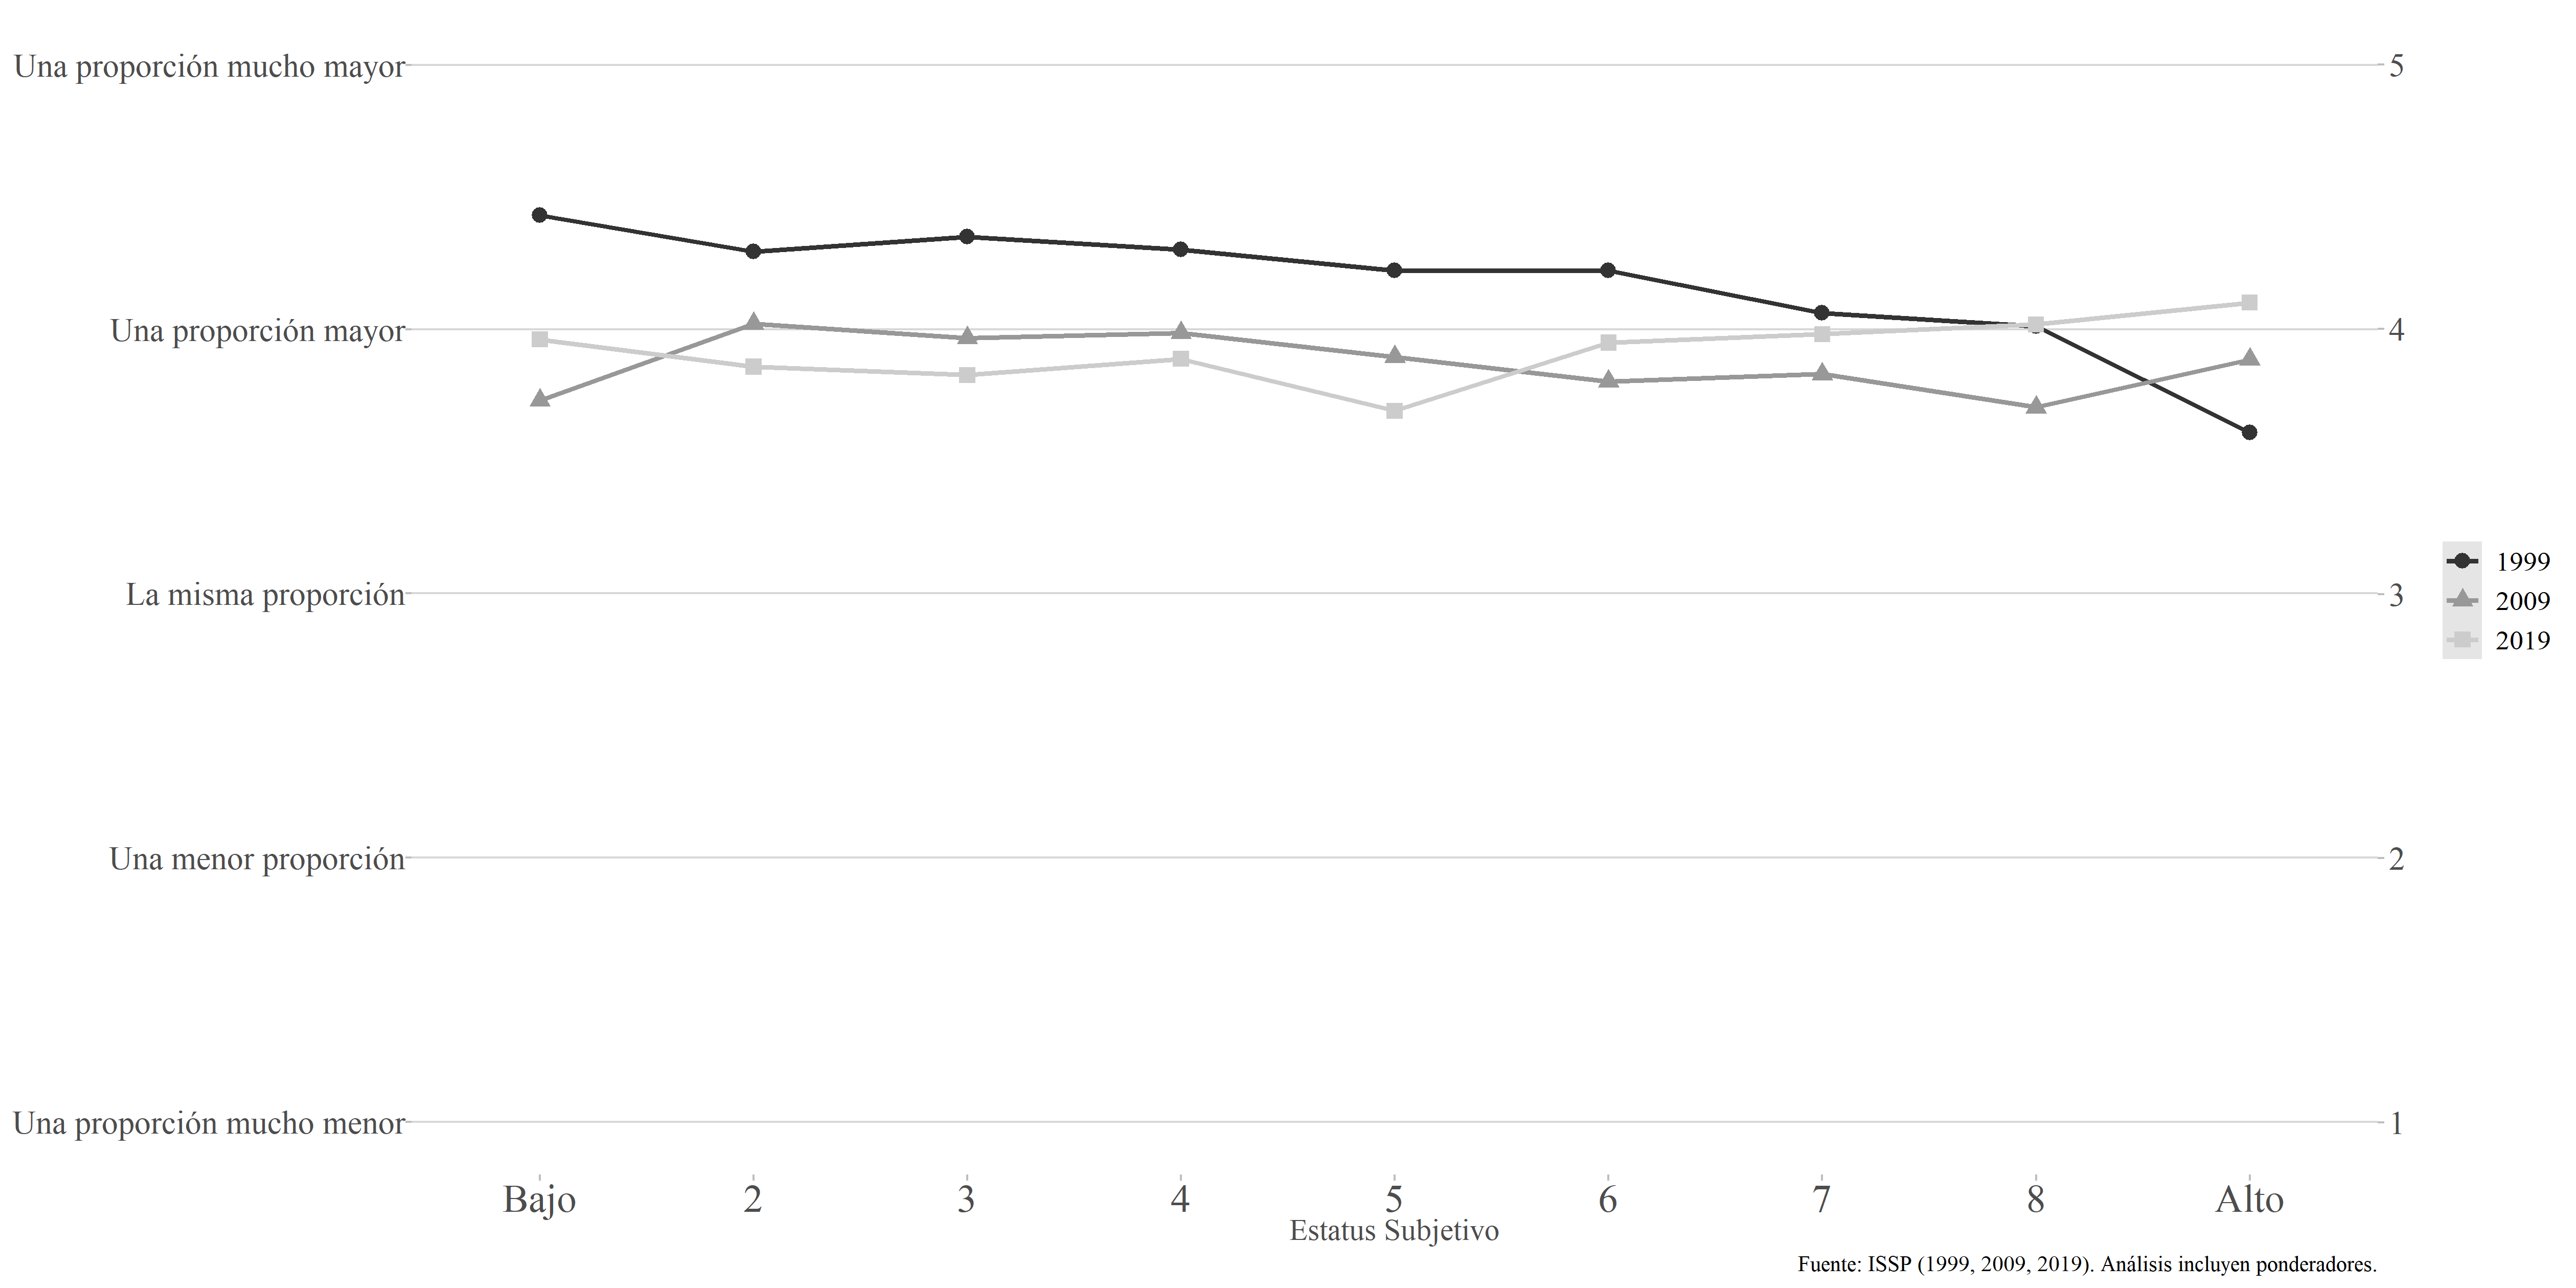 Una proporción mucho mayor
5
Una proporción mayor
4
La misma proporción
3
Una menor proporción
2
Una proporción mucho menor
1
1999
2009
2019
Bajo 2 3 4 5 6 7 8 Alto
Estatus Subjetivo
Fuente: ISSP (1999, 2009, 2019). Análisis incluyen ponderadores.